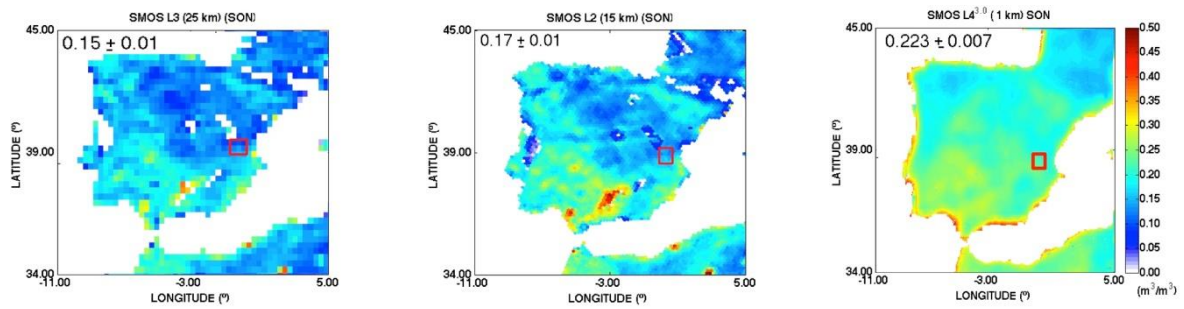 SMOS L3 (25 km) (SON)
0.15 ± 0.01
45.00
39.00
34.00
LATITUDE (º)
-11.00 -3.00 5.00
LONGITUDE (º)
SMOS L2 (15 km) (SON)
0.17 ± 0.01
45.00
39.00
34.00
LATITUDE (º)
-11.00 -3.00 5.00
LONGITUDE (º)
SMOS L4³·⁰ ( 1 km) SON
0.223 ± 0.007
45.00
39.00
34.00
LATITUDE (º)
-11.00 -3.00 5.00
LONGITUDE (º)
0.50
0.45
0.40
0.35
0.30
0.25
0.20
0.15
0.10
0.05
0.00
(m³/m³)